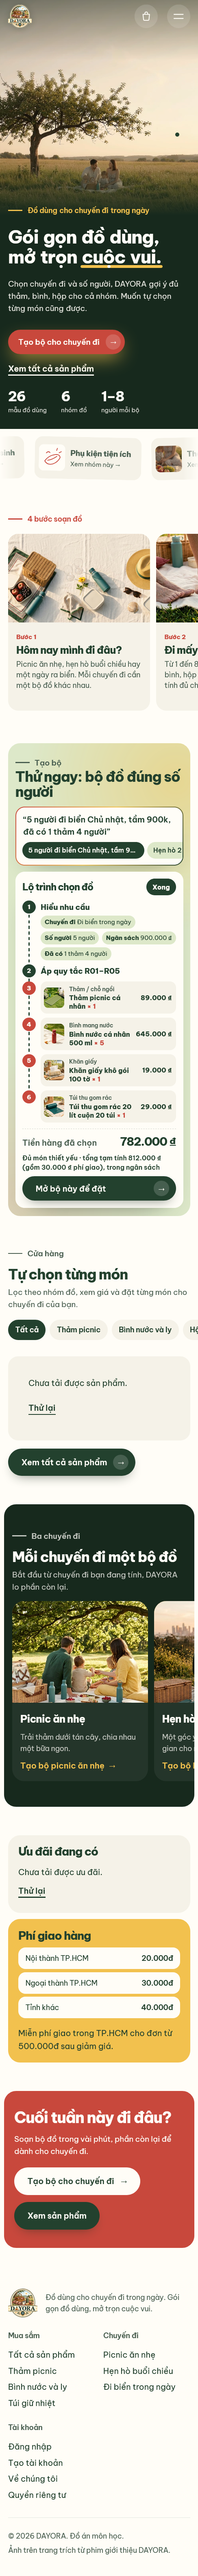 DAYORA
Đồ dùng cho chuyến đi trong ngày
Gói gọn đồ dùng,
mở trọn cuộc vui.
Chọn chuyến đi và số người, DAYORA gợi ý đủ
thảm, bình, hộp cho cả nhóm. Muốn tự chọn
từng món cũng được.
Tạo bộ cho chuyến đi →
Xem tất cả sản phẩm
26 6 1–8
mẫu đồ dùng nhóm đồ người mỗi bộ
Phụ kiện tiện ích
Xem nhóm này →
4 bước soạn đồ
Bước 1
Hôm nay mình đi đâu?
Picnic ăn nhẹ, hẹn hò buổi chiều hay
một ngày ra biển. Mỗi chuyến đi cần
một bộ đồ khác nhau.
Bước 2
Đi mấy
Từ 1 đến 8
bình, hộp
tính đủ ch
Tạo bộ
Thử ngay: bộ đồ đúng số
người
“5 người đi biển Chủ nhật, tầm 900k,
đã có 1 thảm 4 người”
5 người đi biển Chủ nhật, tầm 9... Hẹn hò 2
Lộ trình chọn đồ Xong
1 Hiểu nhu cầu
Chuyến đi Đi biển trong ngày
Số người 5 người Ngân sách 900.000 ₫
Đã có 1 thảm 4 người
2 Áp quy tắc R01–R05
3 Thảm / chỗ ngồi
Thảm picnic cá
nhân × 1 89.000 ₫
4 Bình mang nước
Bình nước cá nhân
500 ml × 5 645.000 ₫
5 Khăn giấy
Khăn giấy khô gói
100 tờ × 1 19.000 ₫
6 Túi thu gom rác
Túi thu gom rác 20
lít cuộn 20 túi × 1 29.000 ₫
Tiền hàng đã chọn 782.000 ₫
Đủ món thiết yếu · tổng tạm tính 812.000 ₫
(gồm 30.000 ₫ phí giao), trong ngân sách
Mở bộ này để đặt →
Cửa hàng
Tự chọn từng món
Lọc theo nhóm đồ, xem giá và đặt từng món cho
chuyến đi của bạn.
Tất cả Thảm picnic Bình nước và ly
Chưa tải được sản phẩm.
Thử lại
Xem tất cả sản phẩm →
Ba chuyến đi
Mỗi chuyến đi một bộ đồ
Bắt đầu từ chuyến đi bạn đang tính, DAYORA
lo phần còn lại.
Picnic ăn nhẹ
Trải thảm dưới tán cây, chia nhau
một bữa ngon.
Tạo bộ picnic ăn nhẹ →
Hẹn hò
Một góc
gian cho
Tạo bộ
Ưu đãi đang có
Chưa tải được ưu đãi.
Thử lại
Phí giao hàng
Nội thành TP.HCM 20.000đ
Ngoại thành TP.HCM 30.000đ
Tỉnh khác 40.000đ
Miễn phí giao trong TP.HCM cho đơn từ
500.000đ sau giảm giá.
Cuối tuần này đi đâu?
Soạn bộ đồ trong vài phút, phần còn lại để
dành cho chuyến đi.
Tạo bộ cho chuyến đi →
Xem sản phẩm
DAYORA
Đồ dùng cho chuyến đi trong ngày. Gói
gọn đồ dùng, mở trọn cuộc vui.
Mua sắm
Tất cả sản phẩm
Thảm picnic
Bình nước và ly
Túi giữ nhiệt
Chuyến đi
Picnic ăn nhẹ
Hẹn hò buổi chiều
Đi biển trong ngày
Tài khoản
Đăng nhập
Tạo tài khoản
Về chúng tôi
Quyền riêng tư
© 2026 DAYORA. Đồ án môn học.
Ảnh trên trang trích từ phim giới thiệu DAYORA.